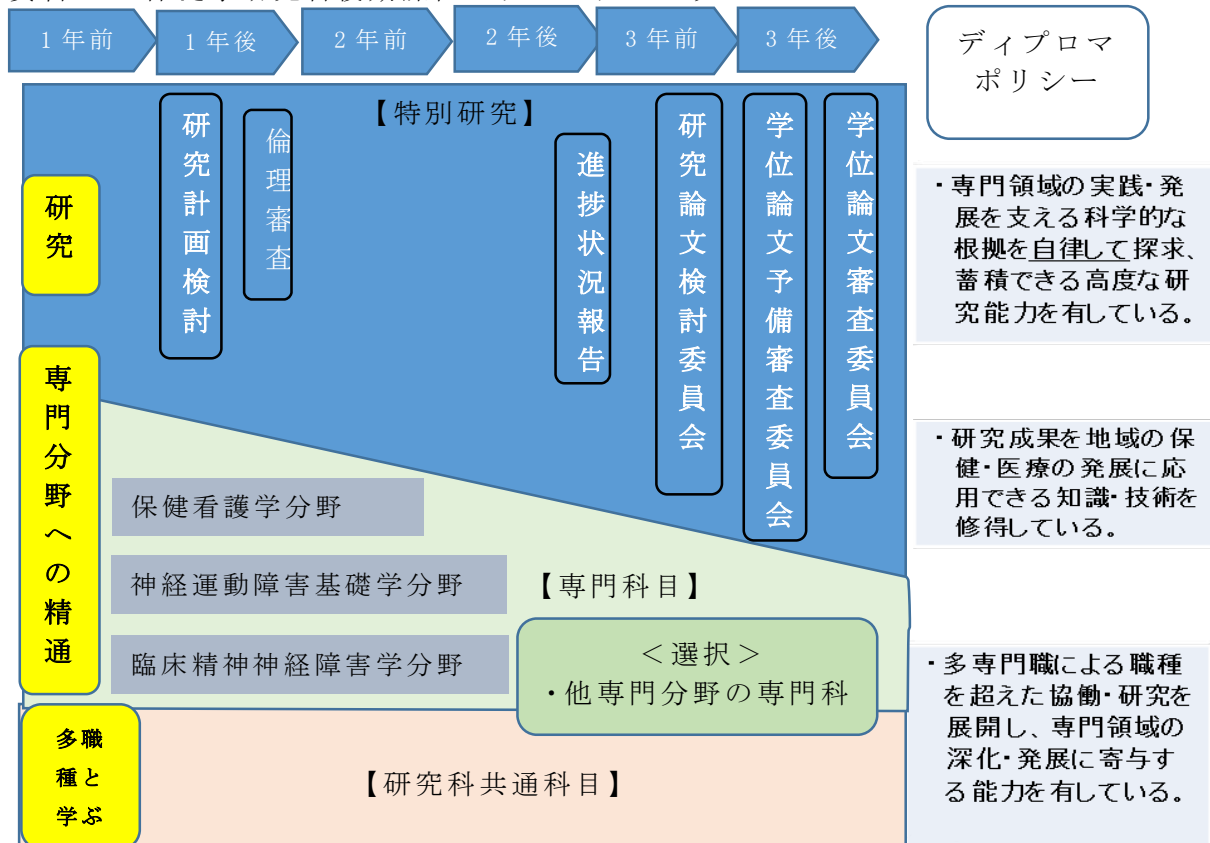 1年前
1年後
2年前
2年後
3年前
3年後
ディプロマ
ポリシー
【特別研究】
研究
研究計画検討
倫理審査
進捗状況報告
研究論文検討委員会
学位論文予備審査委員会
学位論文審査委員会
・専門領域の実践・発
展を支える科学的な
根拠を自律して探求、
蓄積できる高度な研
究能力を有している。
専門分野への精通
保健看護学分野
神経運動障害基礎学分野
臨床精神神経障害学分野
【専門科目】
＜選択＞
・他専門分野の専門科
・研究成果を地域の保
健・医療の発展に応
用できる知識・技術を
修得している。
多職
種と
学ぶ
【研究科共通科目】
・多専門職による職種
を超えた協働・研究を
展開し、専門領域の
深化・発展に寄与す
る能力を有している。